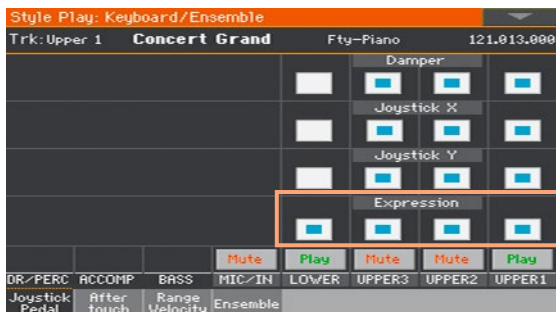 Style Play: Keyboard/Ensemble
Trk:Upper 1 Concert Grand Fty-Piano 121.013.000
Damper
Joystick X
Joystick Y
Expression
Mute Play Mute Mute Play
DR/PERC ACCOMP BASS MIC/IN LOWER UPPER3 UPPER2 UPPER1
Joystick After Range Ensemble
Pedal touch Velocity